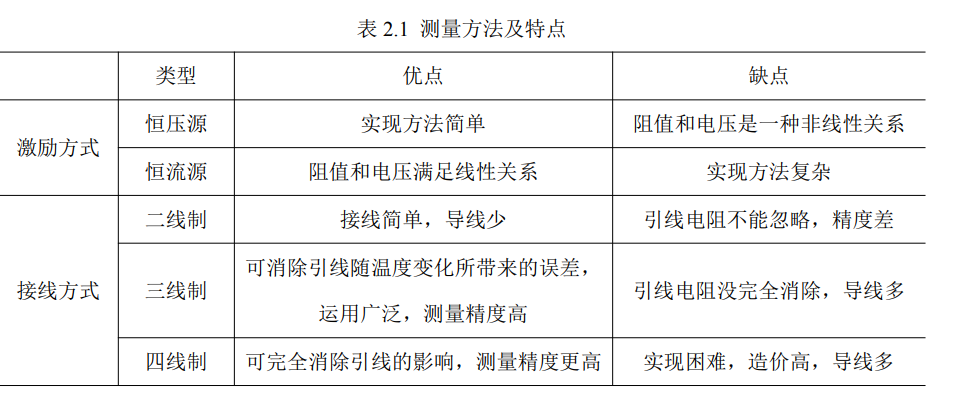 表 2.1 测量方法及特点
类型 优点 缺点
激励方式
恒压源 实现方法简单 阻值和电压是一种非线性关系
恒流源 阻值和电压满足线性关系 实现方法复杂
接线方式
二线制 接线简单，导线少 引线电阻不能忽略，精度差
三线制 可消除引线随温度变化所带来的误差，
运用广泛，测量精度高 引线电阻没完全消除，导线多
四线制 可完全消除引线的影响，测量精度更高 实现困难，造价高，导线多